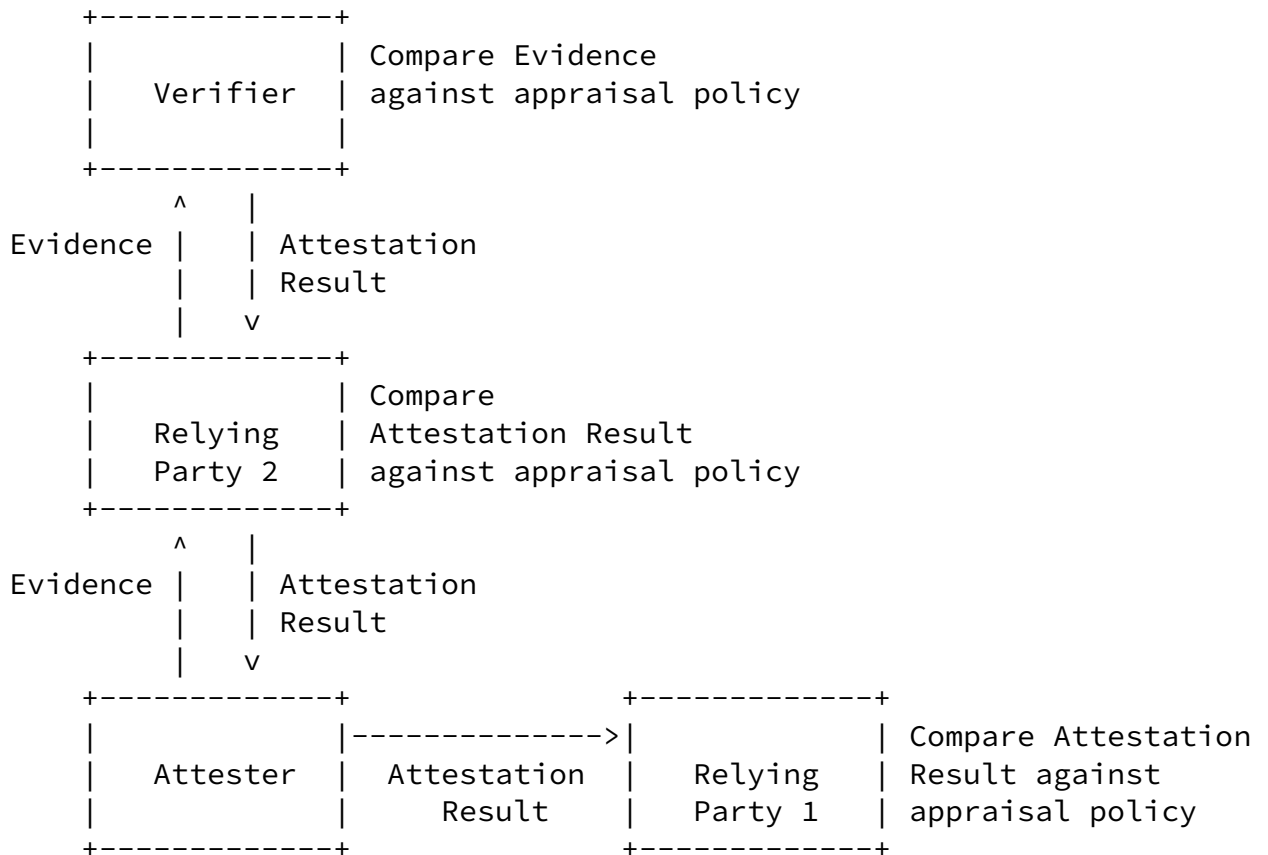 Compare Evidence
Verifier against appraisal policy
Evidence Attestation
Result
Compare
Relying Attestation Result
Party 2 against appraisal policy
Evidence Attestation
Result
Compare Attestation
Attester Attestation Relying Result against
Result Party 1 appraisal policy